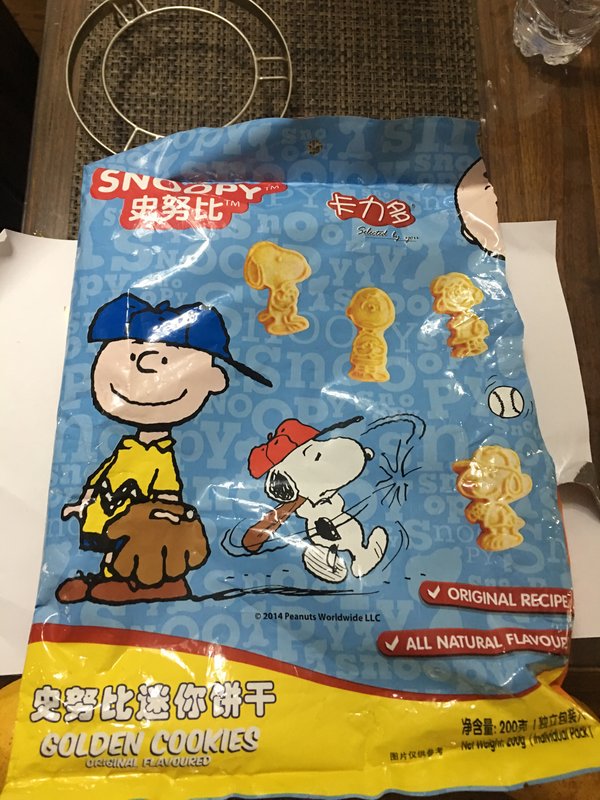 SNOOPY™
史努比™
卡力多®
Selected by you
ORIGINAL RECIPE
ALL NATURAL FLAVOUR
© 2014 Peanuts Worldwide LLC
史努比迷你饼干
GOLDEN COOKIES
ORIGINAL FLAVOURED
净含量: 200克 / 独立包装
Net Weight: 200g (Individual Pack)
图片仅供参考